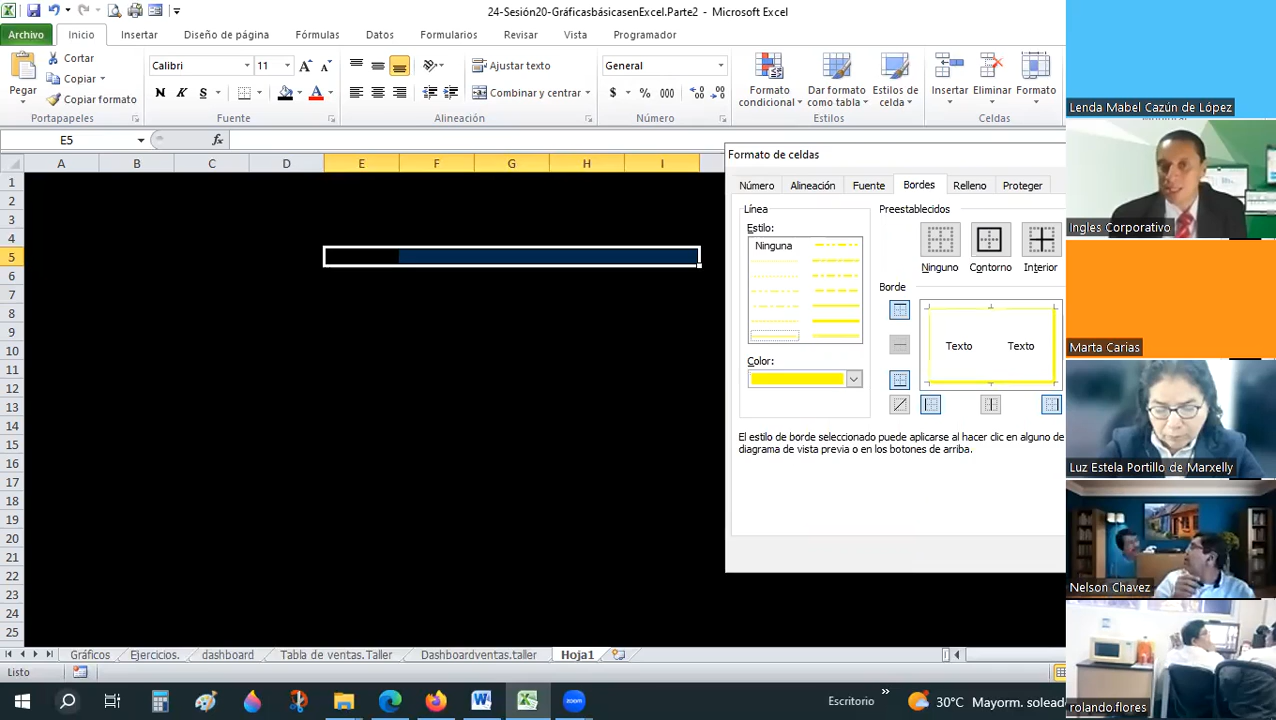 24-Sesión20-GráficasbásicasenExcel.Parte2 - Microsoft Excel
Archivo Inicio Insertar Diseño de página Fórmulas Datos Formularios Revisar Vista Programador
Pegar
Cortar
Copiar
Copiar formato
Portapapeles
Calibri 11
N K S
Fuente
Ajustar texto
Combinar y centrar
Alineación
General
$ % 000
Número
Formato condicional
Dar formato como tabla
Estilos de celda
Estilos
Insertar Eliminar Formato
Celdas
E5 fx
A B C D E F G H I
1
2
3
4
5
6
7
8
9
10
11
12
13
14
15
16
17
18
19
20
21
22
23
24
25
Formato de celdas
Número Alineación Fuente Bordes Relleno Proteger
Línea
Estilo:
Ninguna
Color:
Preestablecidos
Ninguno Contorno Interior
Borde
Texto Texto
El estilo de borde seleccionado puede aplicarse al hacer clic en alguno de
diagrama de vista previa o en los botones de arriba.
Gráficos Ejercicios. dashboard Tabla de ventas.Taller Dashboardventas.taller Hoja1
Listo
Escritorio » 30°C Mayorm. soleado
zoom
Lenda Mabel Cazún de López
Ingles Corporativo
Marta Carias
Luz Estela Portillo de Marxelly
Nelson Chavez
rolando.flores